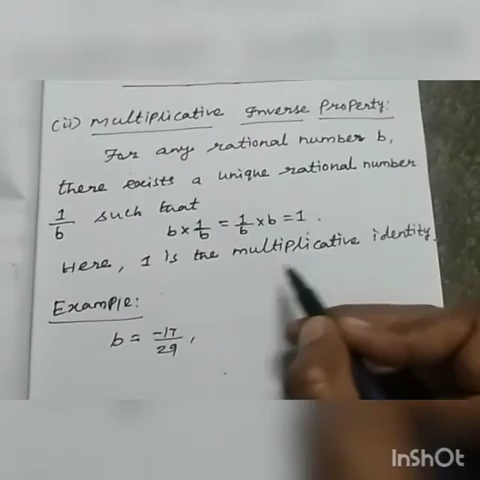 (ii) Multiplicative Inverse Property:
For any rational number b,
there exists a unique rational number
1/b such that
b × 1/b = 1/b × b = 1.
Here, 1 is the multiplicative identity.
Example:
b = -17/29,
InShOt